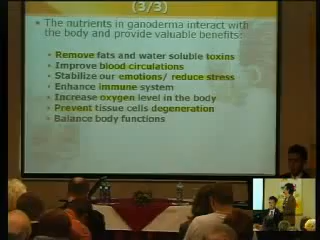 (3/3)
• The nutrients in ganoderma interact with
the body and provide valuable benefits:
• Remove fats and water soluble toxins
• Improve blood circulations
• Stabilize our emotions/ reduce stress
• Enhance immune system
• Increase oxygen level in the body
• Prevent tissue cells degeneration
• Balance body functions